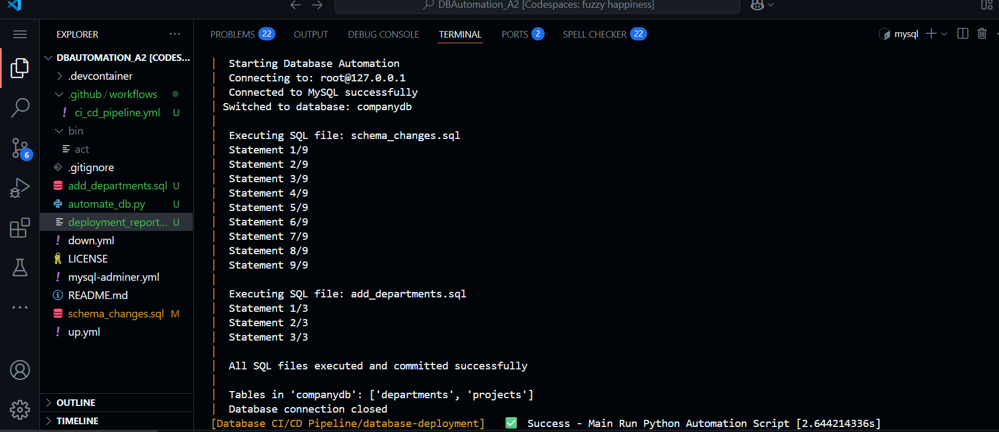 DBAutomation_A2 [Codespaces: fuzzy happiness]
EXPLORER
DBAUTOMATION_A2 [CODES...
.devcontainer
.github/workflows
ci_cd_pipeline.yml U
bin
act
.gitignore
add_departments.sql U
automate_db.py U
deployment_report... U
down.yml
LICENSE
mysql-adminer.yml
README.md
schema_changes.sql M
up.yml
6
OUTLINE
TIMELINE
PROBLEMS 22 OUTPUT DEBUG CONSOLE TERMINAL PORTS 2 SPELL CHECKER 22 mysql
| Starting Database Automation
| Connecting to: root@127.0.0.1
| Connected to MySQL successfully
| Switched to database: companydb
|
| Executing SQL file: schema_changes.sql
| Statement 1/9
| Statement 2/9
| Statement 3/9
| Statement 4/9
| Statement 5/9
| Statement 6/9
| Statement 7/9
| Statement 8/9
| Statement 9/9
|
| Executing SQL file: add_departments.sql
| Statement 1/3
| Statement 2/3
| Statement 3/3
|
| All SQL files executed and committed successfully
|
| Tables in 'companydb': ['departments', 'projects']
| Database connection closed
[Database CI/CD Pipeline/database-deployment] ✅ Success - Main Run Python Automation Script [2.644214336s]